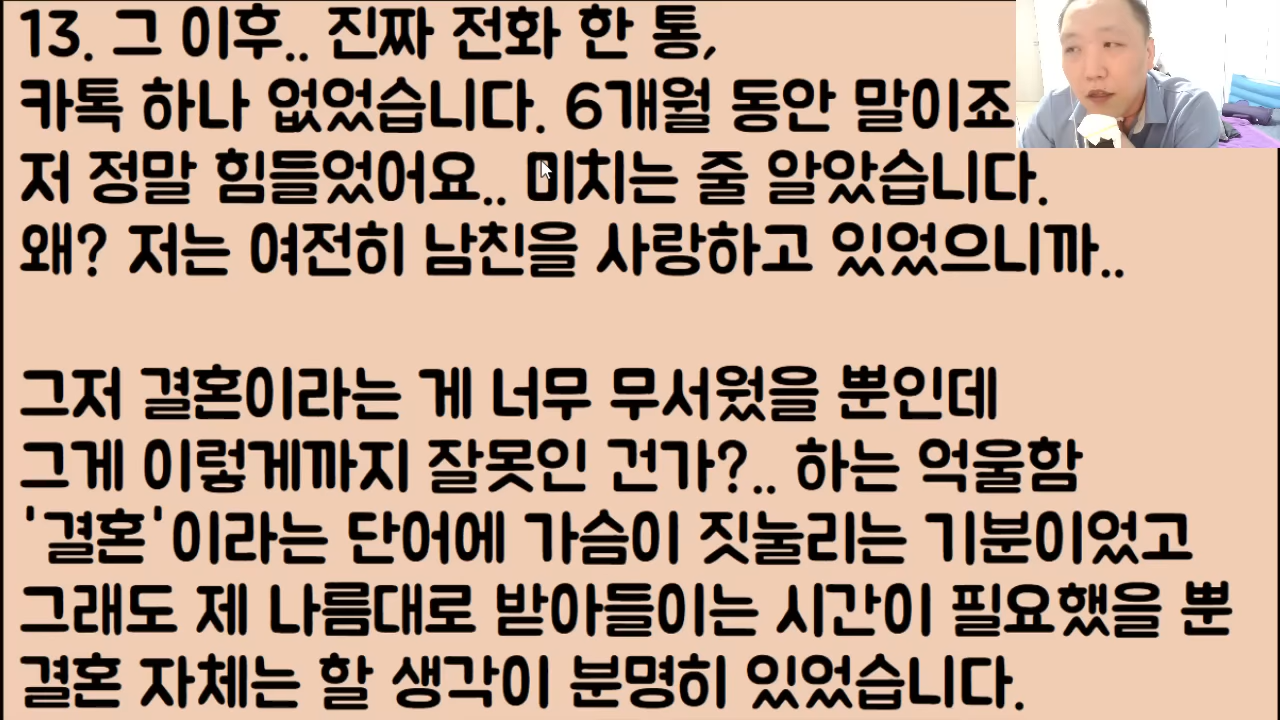 13. 그 이후.. 진짜 전화 한 통,
카톡 하나 없었습니다. 6개월 동안 말이죠
저 정말 힘들었어요.. 미치는 줄 알았습니다.
왜? 저는 여전히 남친을 사랑하고 있었으니까..
그저 결혼이라는 게 너무 무서웠을 뿐인데
그게 이렇게까지 잘못인 건가?.. 하는 억울함
'결혼'이라는 단어에 가슴이 짓눌리는 기분이었고
그래도 제 나름대로 받아들이는 시간이 필요했을 뿐
결혼 자체는 할 생각이 분명히 있었습니다.